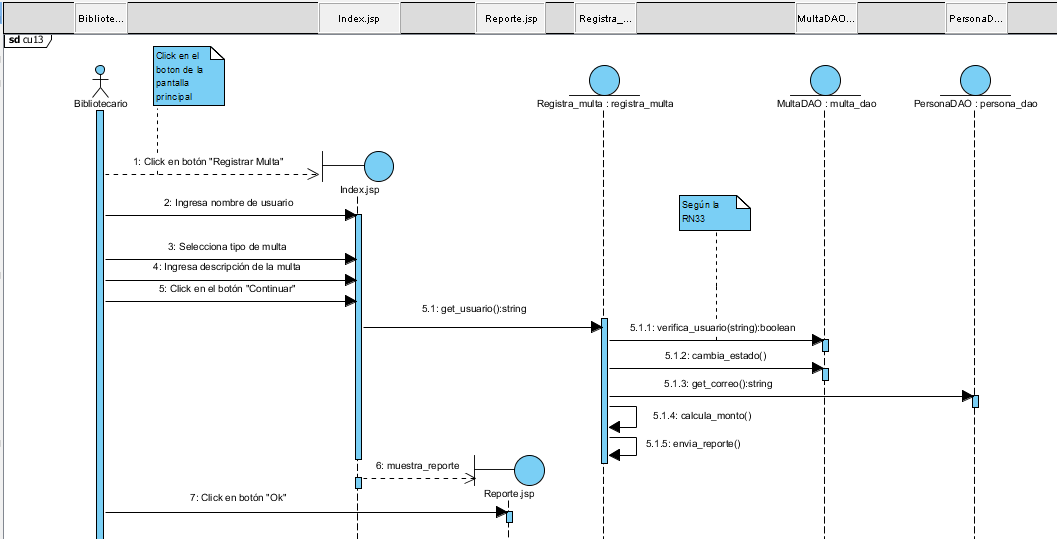 Bibliote...
Index.jsp
Reporte.jsp
Registra_...
MultaDAO...
PersonaD...
sd cu13
Click en el
boton de la
pantalla
principal
Bibliotecario
Registra_multa : registra_multa
MultaDAO : multa_dao
PersonaDAO : persona_dao
1: Click en botón "Registrar Multa"
Index.jsp
2: Ingresa nombre de usuario
Según la
RN33
3: Selecciona tipo de multa
4: Ingresa descripción de la multa
5: Click en el botón "Continuar"
5.1: get_usuario():string
5.1.1: verifica_usuario(string):boolean
5.1.2: cambia_estado()
5.1.3: get_correo():string
5.1.4: calcula_monto()
5.1.5: envia_reporte()
6: muestra_reporte
Reporte.jsp
7: Click en botón "Ok"